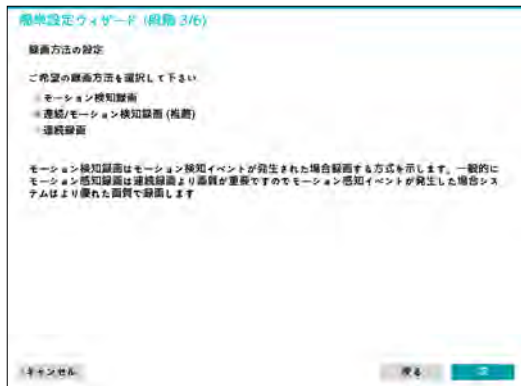 簡単設定ウィザード (段階 3/6)
録画方法の設定
ご希望の録画方法を選択して下さい
モーション検知録画
連続/モーション検知録画 (推薦)
連続録画
モーション検知録画はモーション検知イベントが発生された場合録画する方式を示します。一般的に
モーション感知録画は連続録画より画質が重要ですのでモーション感知イベントが発生した場合シス
テムはより優れた画質で録画します
キャンセル
戻る
次